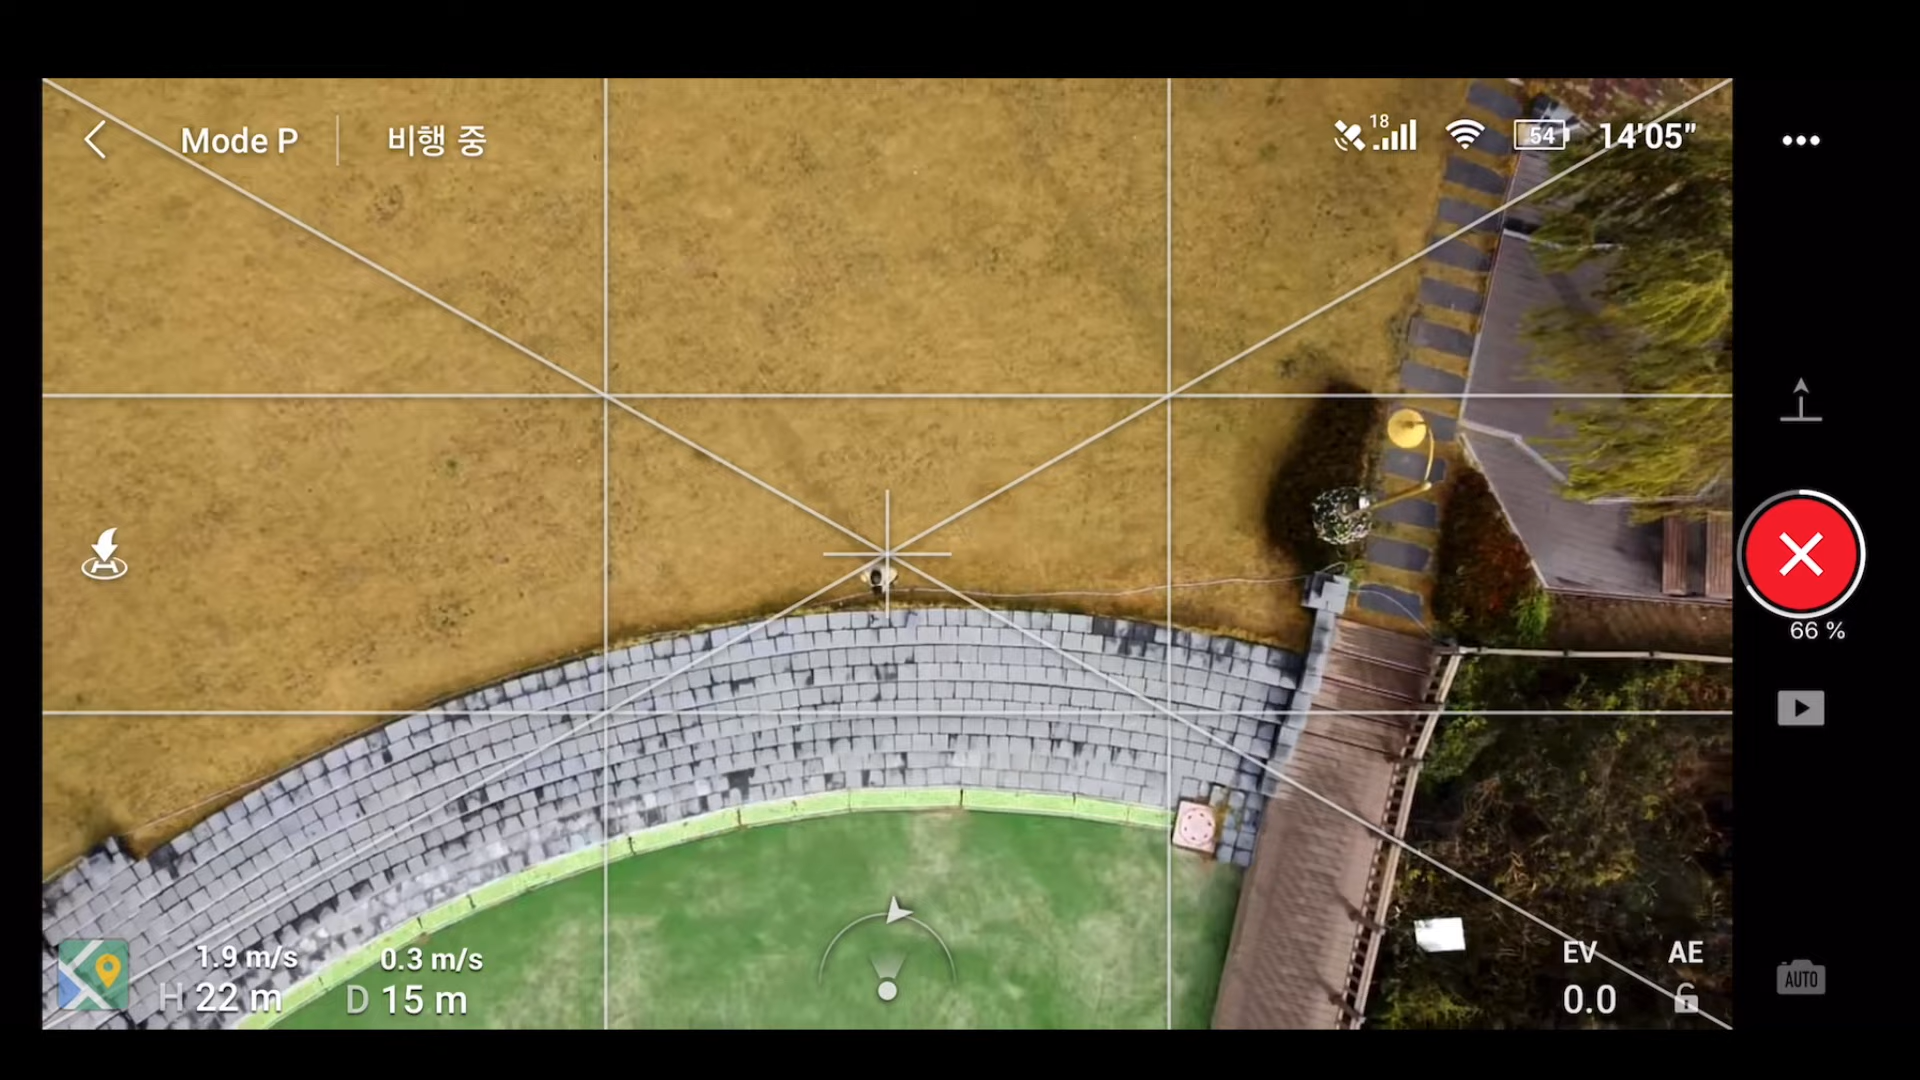 Mode P
비행 중
18
54
14'05"
66 %
1.9 m/s
0.3 m/s
H 22 m
D 15 m
EV
AE
0.0
AUTO